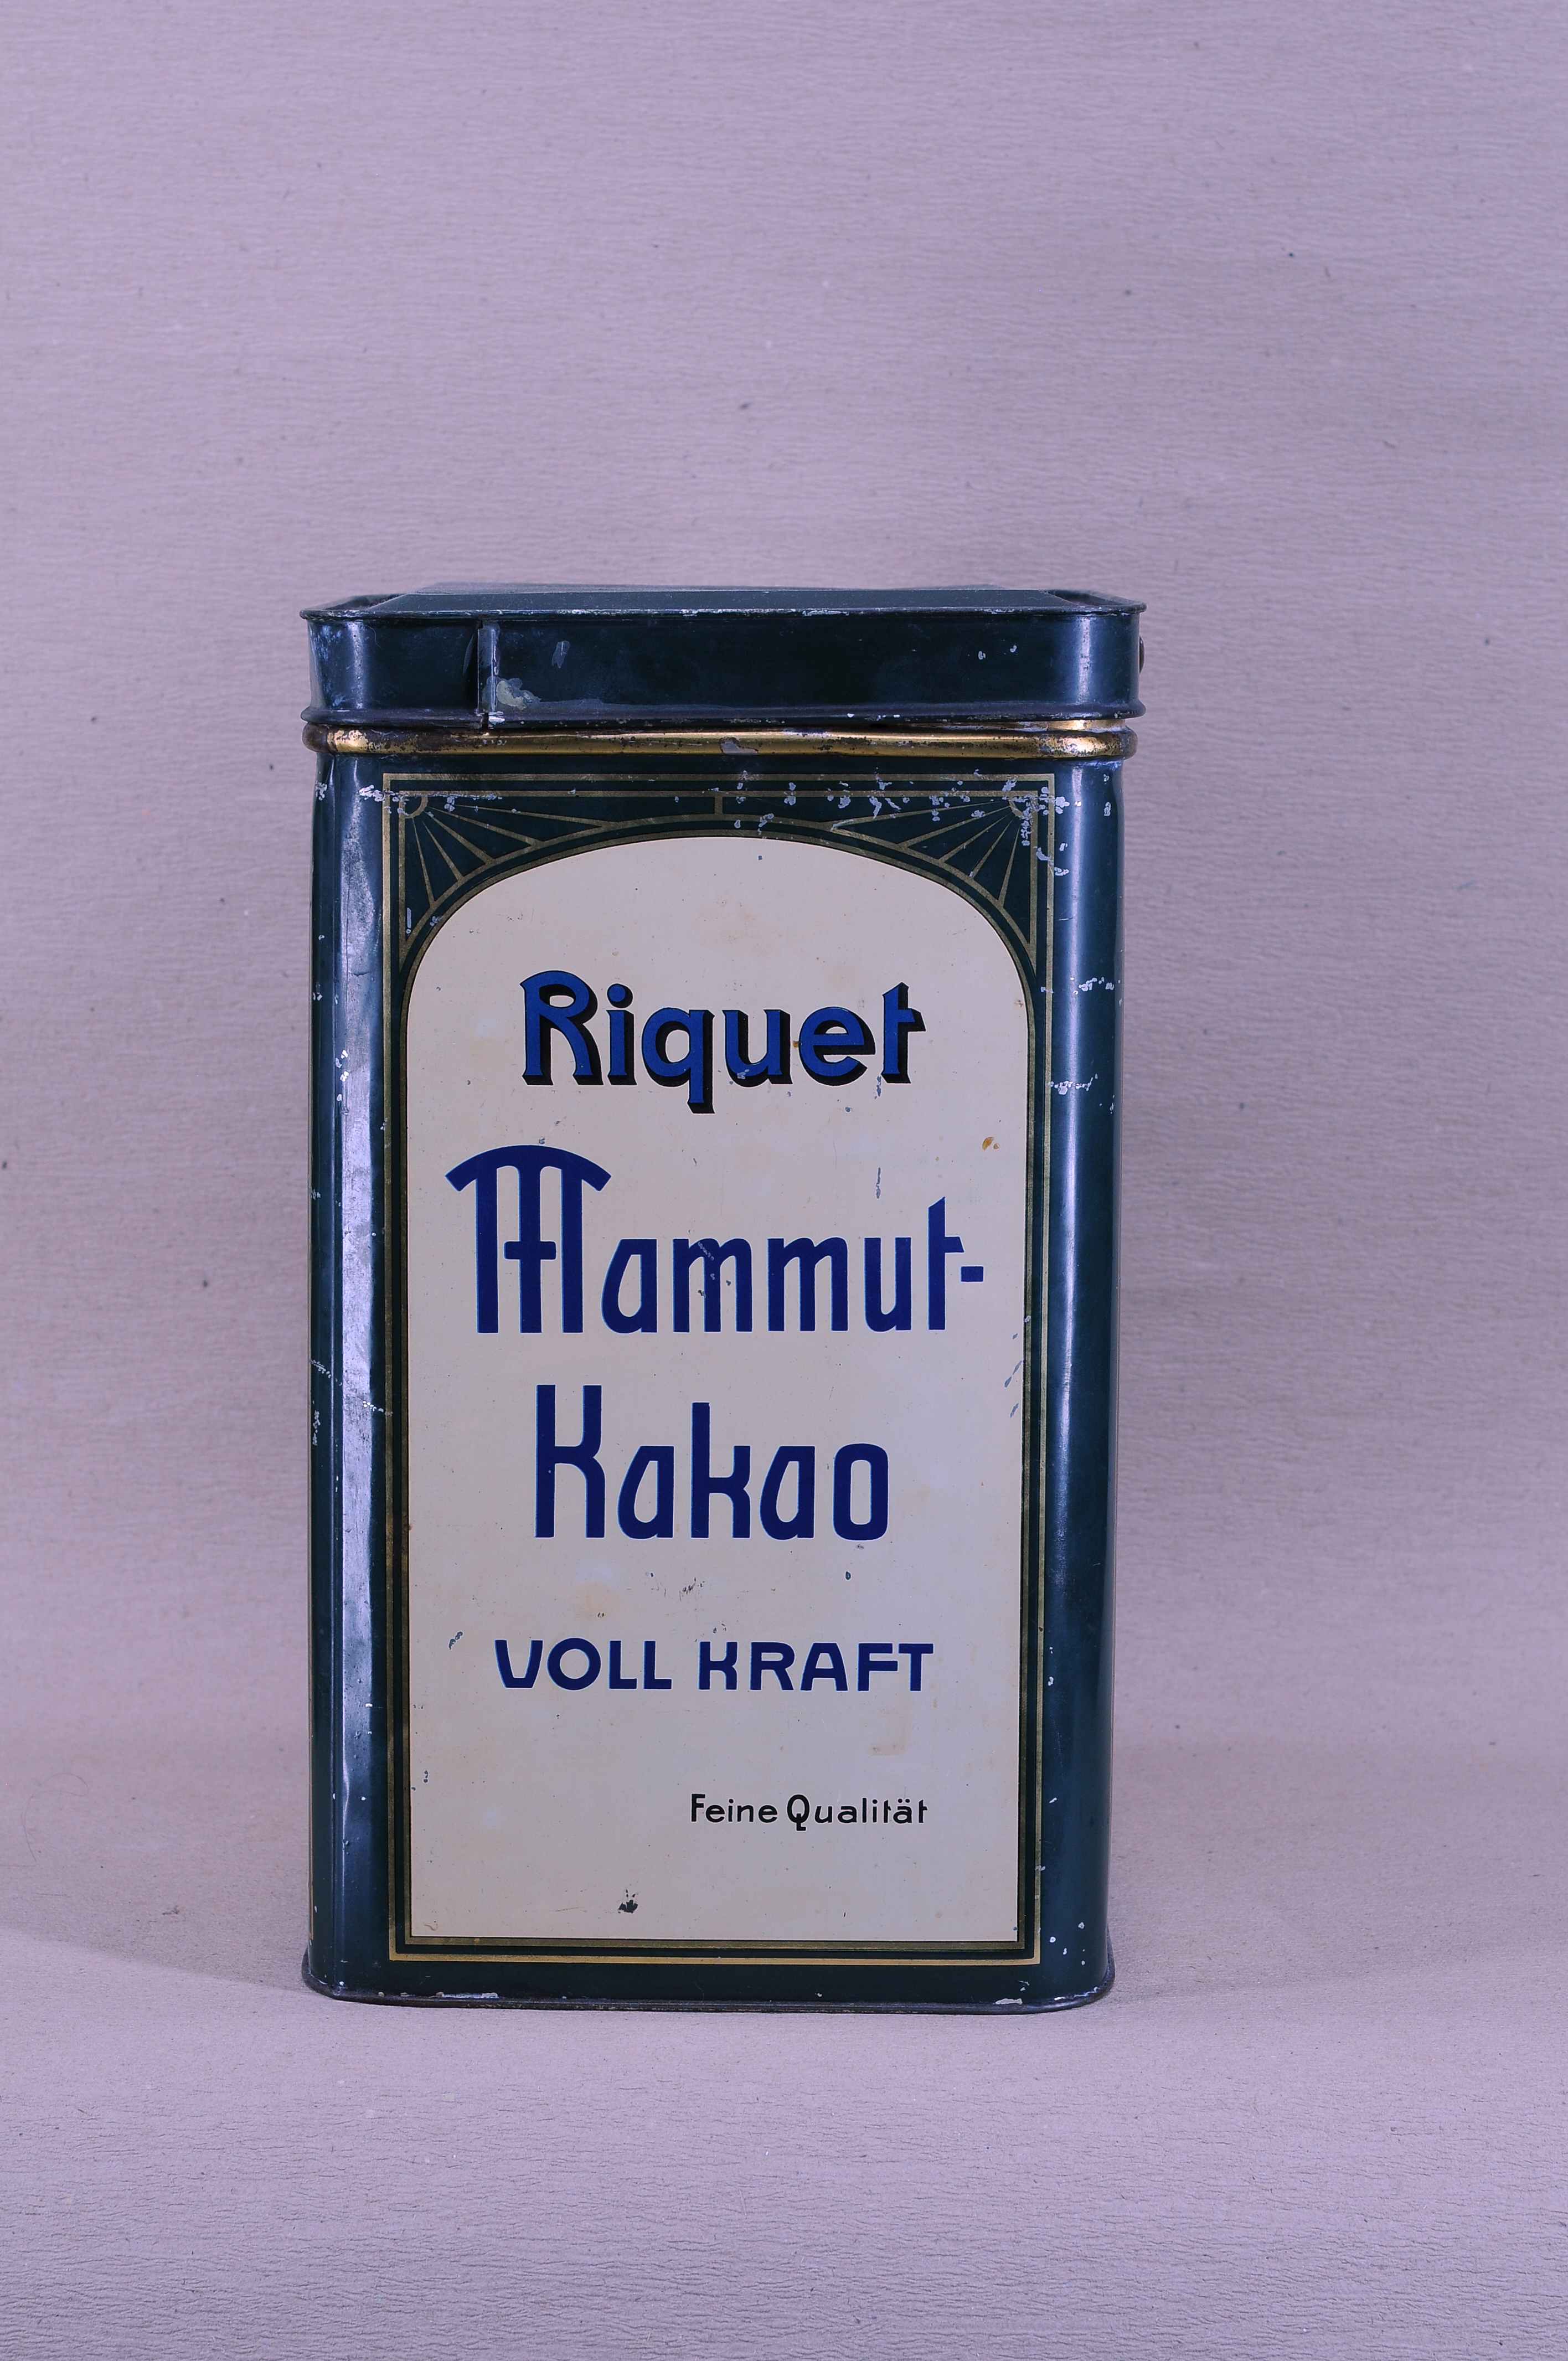 Riquet
Mammut-
Kakao
VOLL KRAFT
Feine Qualität